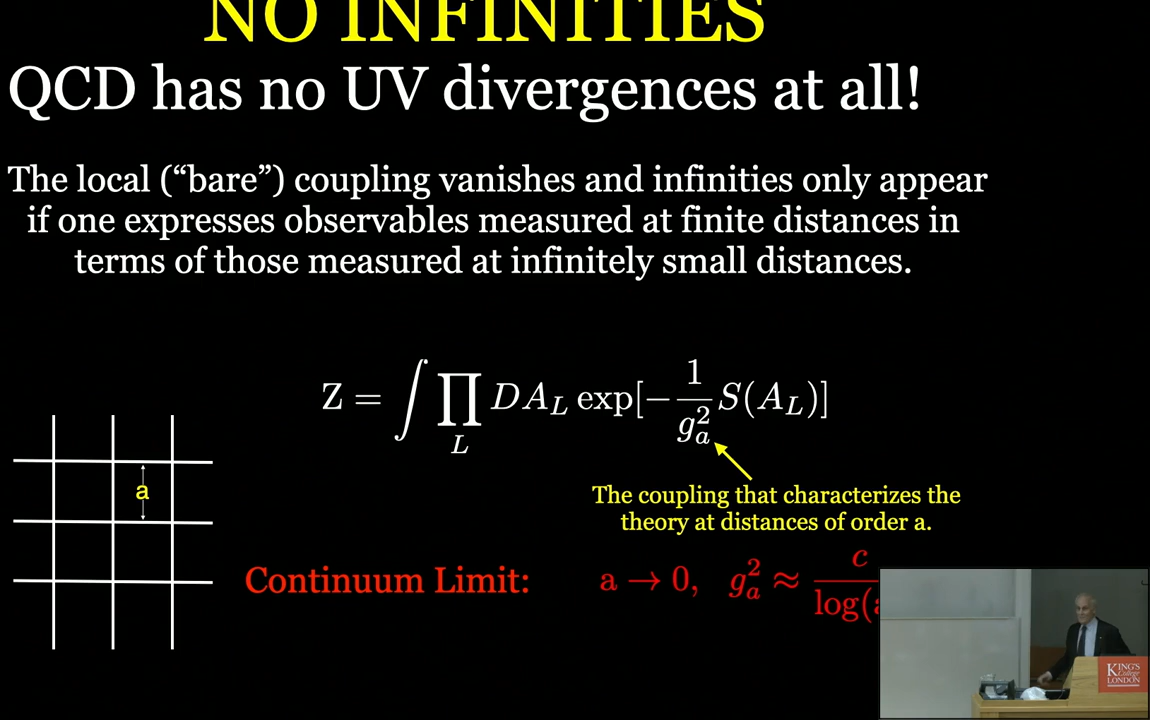 NO INFINITIES
QCD has no UV divergences at all!
The local (“bare”) coupling vanishes and infinities only appear
if one expresses observables measured at finite distances in
terms of those measured at infinitely small distances.
Z = ∫ ∏_L DA_L exp[−1/g_a^2 S(A_L)]
a
The coupling that characterizes the
theory at distances of order a.
Continuum Limit: a → 0, g_a^2 ≈ c/log(
KING'S
College
LONDON